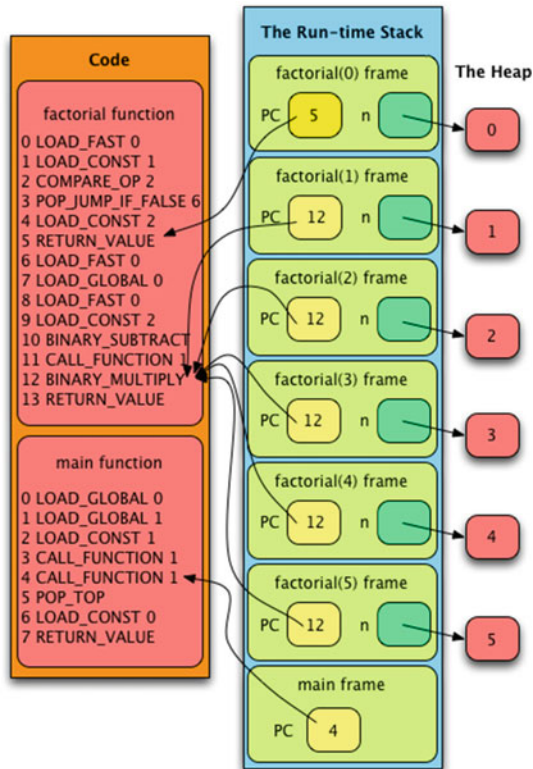 Code
factorial function
0 LOAD_FAST 0
1 LOAD_CONST 1
2 COMPARE_OP 2
3 POP_JUMP_IF_FALSE 6
4 LOAD_CONST 2
5 RETURN_VALUE
6 LOAD_FAST 0
7 LOAD_GLOBAL 0
8 LOAD_FAST 0
9 LOAD_CONST 2
10 BINARY_SUBTRACT
11 CALL_FUNCTION 1
12 BINARY_MULTIPLY
13 RETURN_VALUE
main function
0 LOAD_GLOBAL 0
1 LOAD_GLOBAL 1
2 LOAD_CONST 1
3 CALL_FUNCTION 1
4 CALL_FUNCTION 1
5 POP_TOP
6 LOAD_CONST 0
7 RETURN_VALUE
The Run-time Stack
factorial(0) frame
PC 5 n
factorial(1) frame
PC 12 n
factorial(2) frame
PC 12 n
factorial(3) frame
PC 12 n
factorial(4) frame
PC 12 n
factorial(5) frame
PC 12 n
main frame
PC 4
The Heap
0
1
2
3
4
5